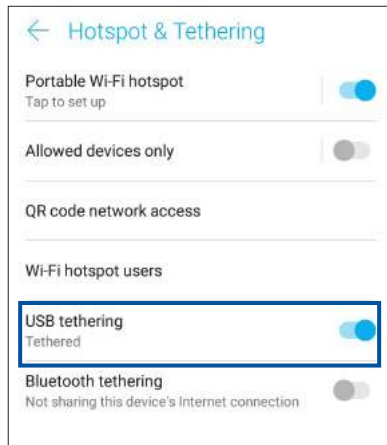 Hotspot & Tethering
Portable Wi-Fi hotspot
Tap to set up
Allowed devices only
QR code network access
Wi-Fi hotspot users
USB tethering
Tethered
Bluetooth tethering
Not sharing this device's Internet connection